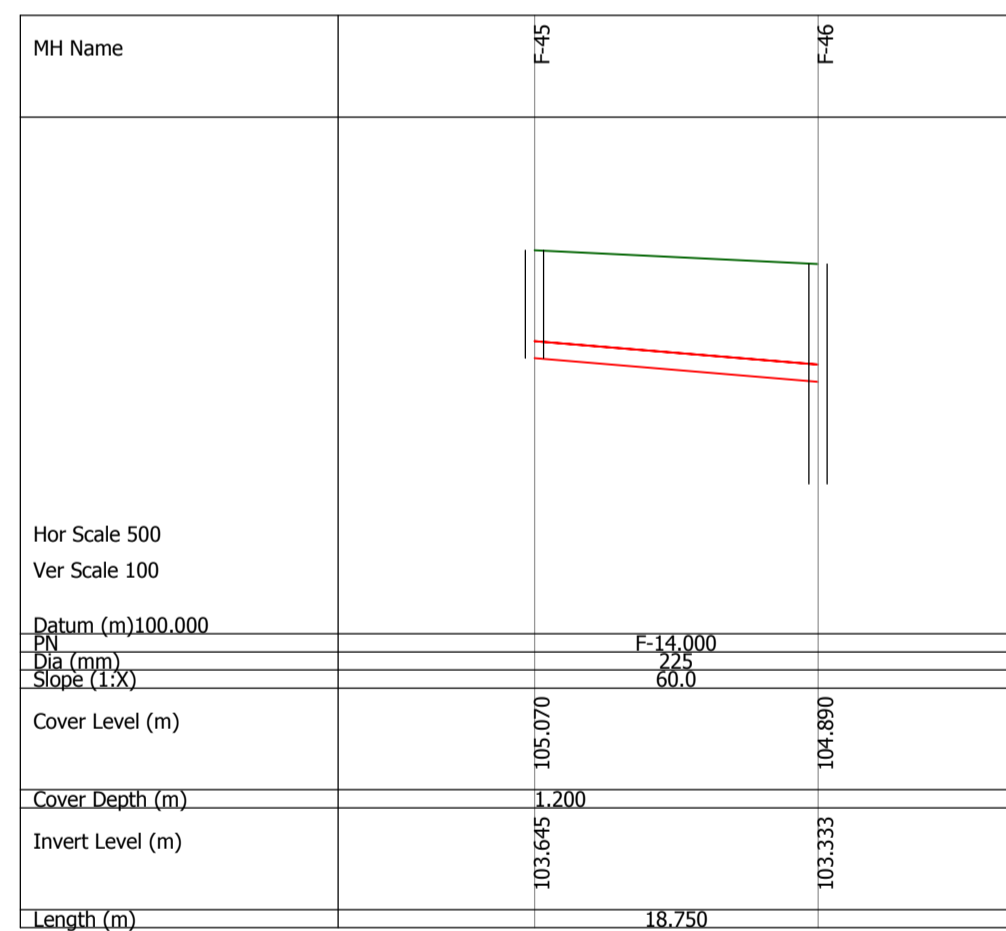 MH Name
F-45
F-46
Hor Scale 500
Ver Scale 100
Datum (m)100.000
PN
F-14.000
Dia (mm)
225
Slope (1:X)
60.0
Cover Level (m)
105.070
104.890
Cover Depth (m)
1.200
Invert Level (m)
103.645
103.333
Length (m)
18.750